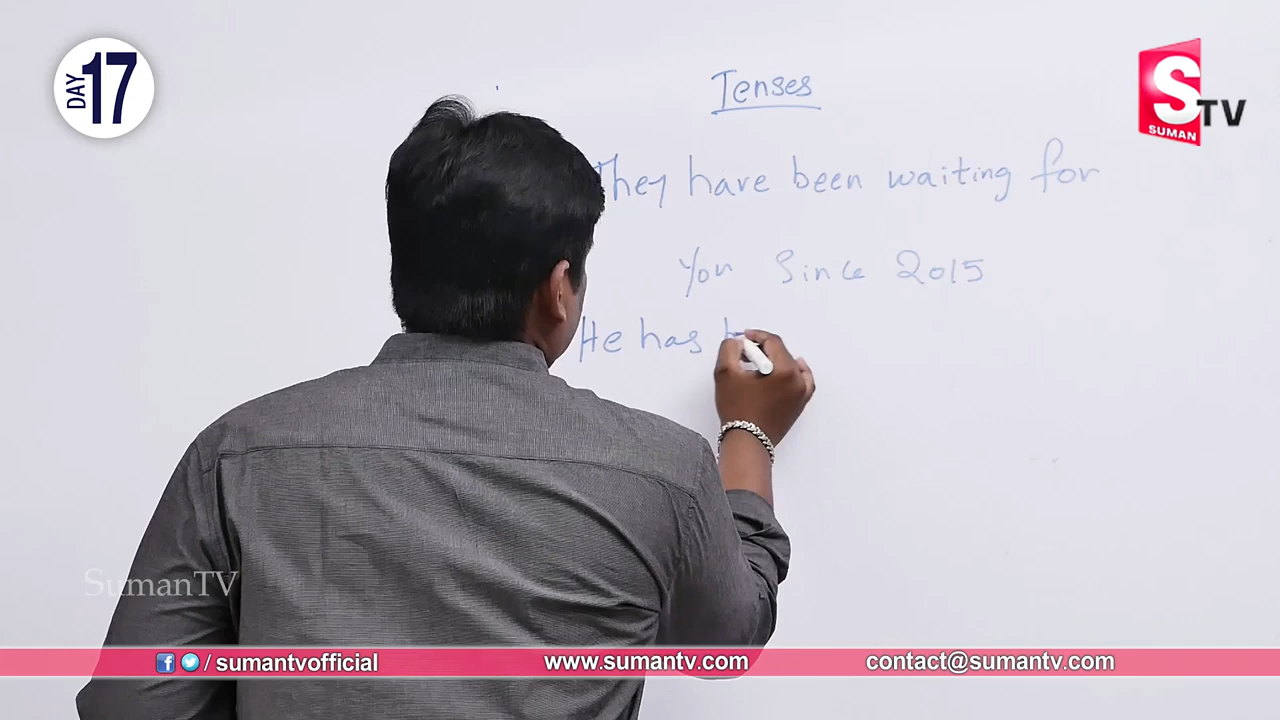 DAY 17
S TV
SUMAN
Tenses
They have been waiting for
You Since 2015
He has b
SumanTV
f / sumantvofficial
www.sumantv.com
contact@sumantv.com